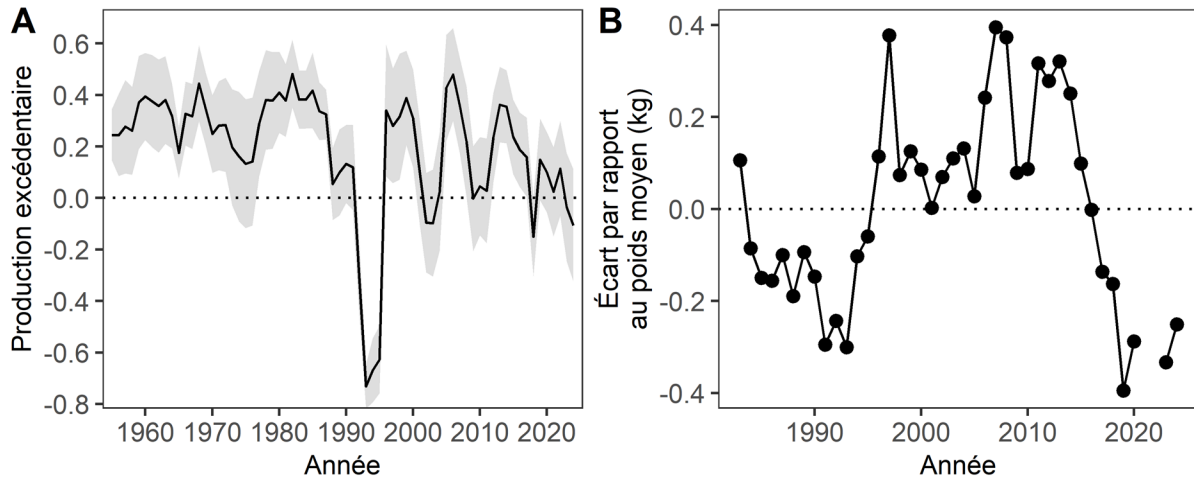 A
Production excédentaire
0.6
0.4
0.2
0.0
-0.2
-0.4
-0.6
-0.8
1960 1970 1980 1990 2000 2010 2020
Année
B
Écart par rapport
au poids moyen (kg)
0.4
0.2
0.0
-0.2
-0.4
1990 2000 2010 2020
Année